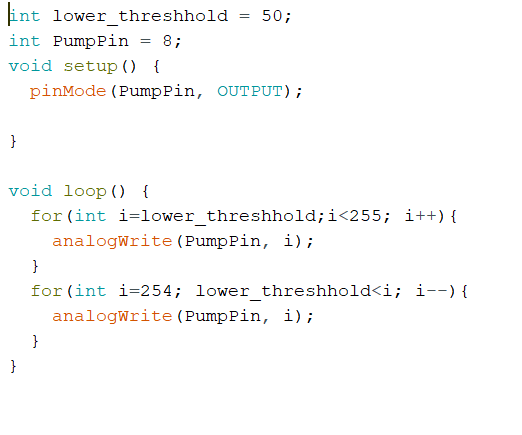 int lower_threshhold = 50;
int PumpPin = 8;
void setup() {
  pinMode(PumpPin, OUTPUT);

}

void loop() {
  for(int i=lower_threshhold;i<255; i++){
    analogWrite(PumpPin, i);
  }
  for(int i=254; lower_threshhold<i; i--){
    analogWrite(PumpPin, i);
  }
}